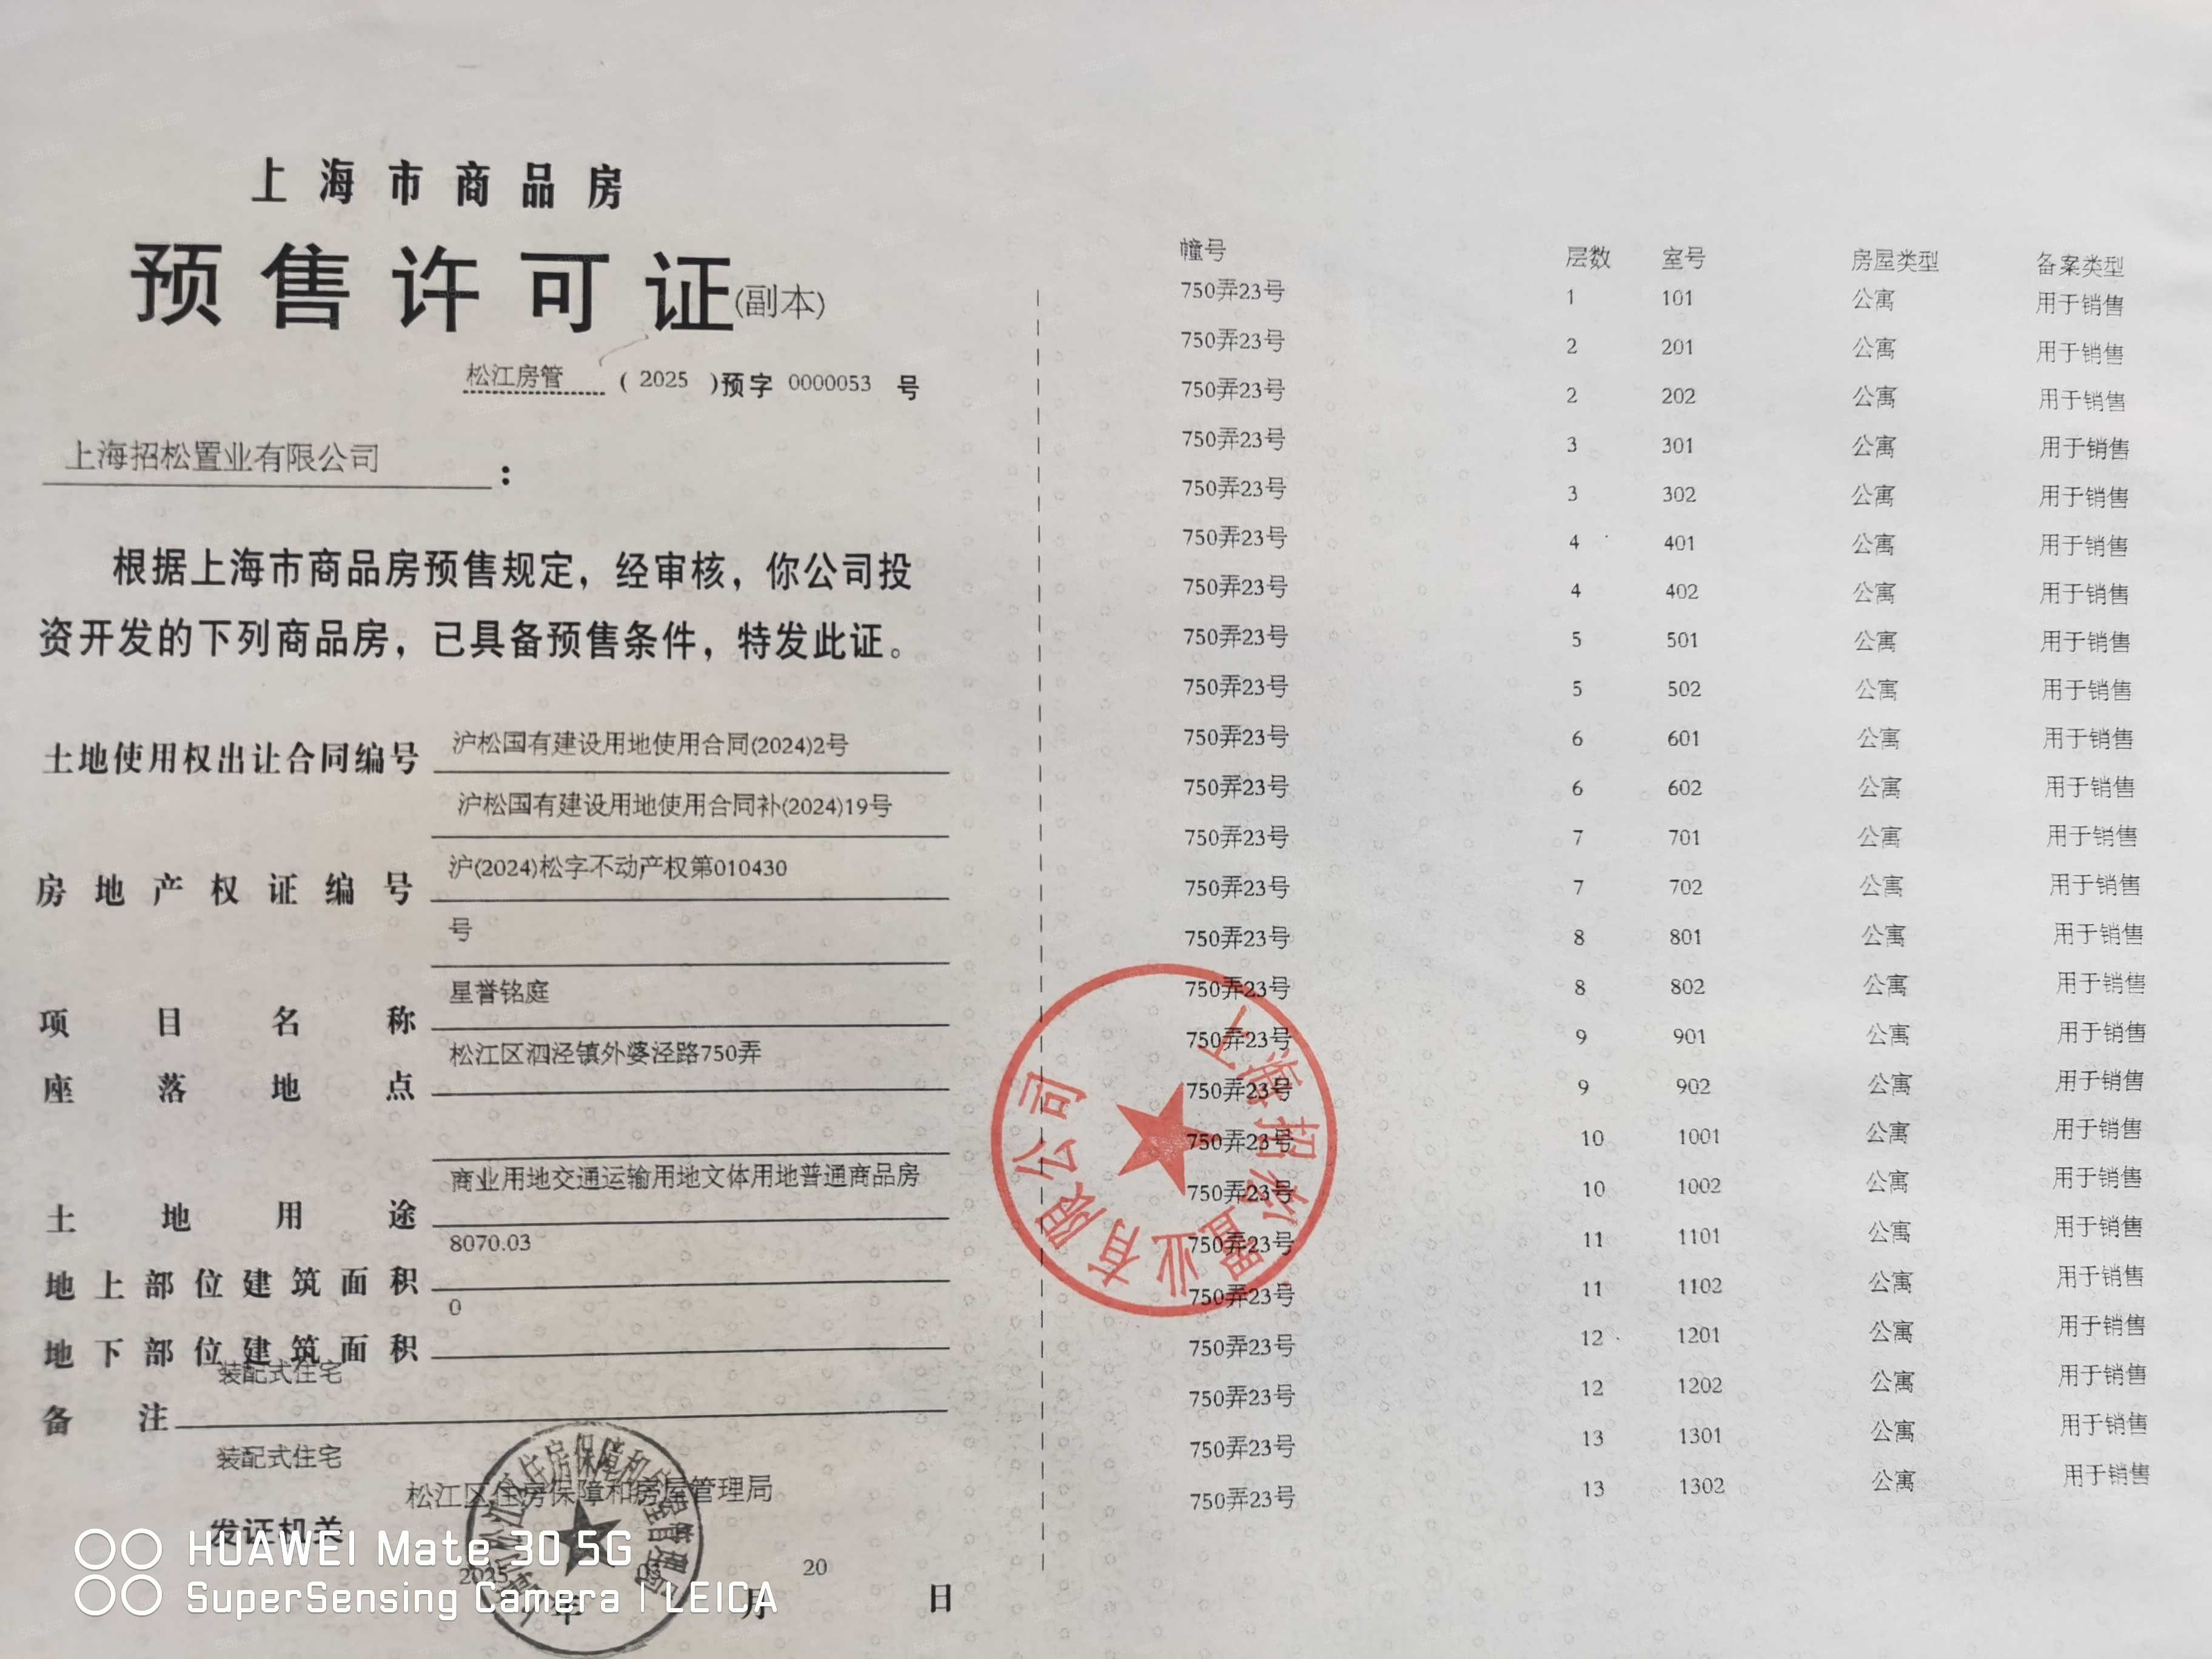 上海市商品房
预售许可证(副本)
松江房管 ( 2025 )预字 0000053 号
上海招松置业有限公司 :
根据上海市商品房预售规定，经审核，你公司投
资开发的下列商品房，已具备预售条件，特发此证。
土地使用权出让合同编号 沪松国有建设用地使用合同(2024)2号
沪松国有建设用地使用合同补(2024)19号
房地产权证编号 沪(2024)松字不动产权第010430
号
项目名称 星誉铭庭
座落地点 松江区泗泾镇外婆泾路750弄
土地用途 商业用地交通运输用地文体用地普通商品房
地上部位建筑面积 8070.03
地下部位建筑面积 0
装配式住宅
备注
装配式住宅
松江区住房保障和房屋管理局
发证机关
2025 年 03 月 20 日
幢号 层数 室号 房屋类型 备案类型
750弄23号 1 101 公寓 用于销售
750弄23号 2 201 公寓 用于销售
750弄23号 2 202 公寓 用于销售
750弄23号 3 301 公寓 用于销售
750弄23号 3 302 公寓 用于销售
750弄23号 4 401 公寓 用于销售
750弄23号 4 402 公寓 用于销售
750弄23号 5 501 公寓 用于销售
750弄23号 5 502 公寓 用于销售
750弄23号 6 601 公寓 用于销售
750弄23号 6 602 公寓 用于销售
750弄23号 7 701 公寓 用于销售
750弄23号 7 702 公寓 用于销售
750弄23号 8 801 公寓 用于销售
750弄23号 8 802 公寓 用于销售
750弄23号 9 901 公寓 用于销售
750弄23号 9 902 公寓 用于销售
750弄23号 10 1001 公寓 用于销售
750弄23号 10 1002 公寓 用于销售
750弄23号 11 1101 公寓 用于销售
750弄23号 11 1102 公寓 用于销售
750弄23号 12 1201 公寓 用于销售
750弄23号 12 1202 公寓 用于销售
750弄23号 13 1301 公寓 用于销售
750弄23号 13 1302 公寓 用于销售
上海招松置业有限公司
HUAWEI Mate 30 5G
SuperSensing Camera | LEICA